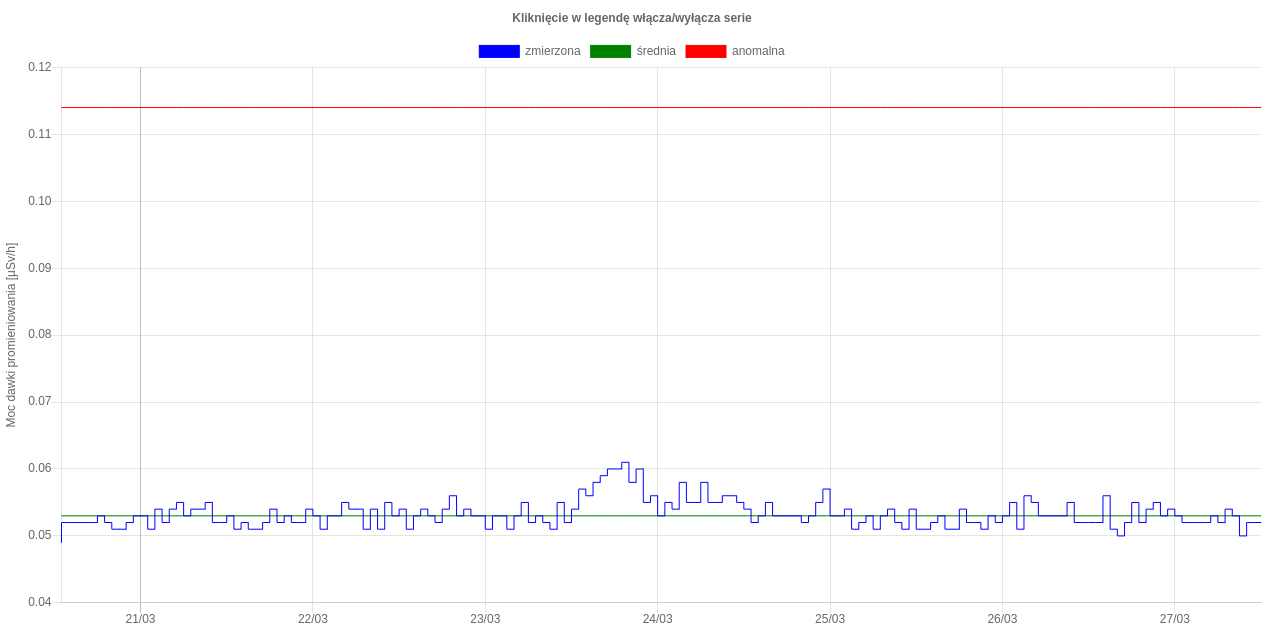 Kliknięcie w legendę włącza/wyłącza serie
zmierzona średnia anomalna
Moc dawki promieniowania [µSv/h]
0.12
0.11
0.10
0.09
0.08
0.07
0.06
0.05
0.04
21/03 22/03 23/03 24/03 25/03 26/03 27/03